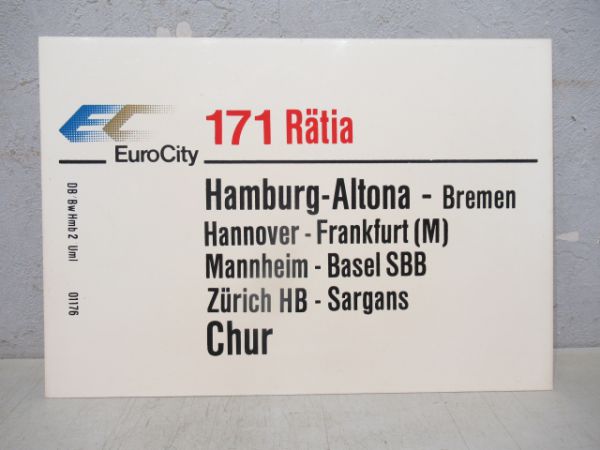 EC
EuroCity
171 Rätia
Hamburg-Altona - Bremen
Hannover - Frankfurt (M)
Mannheim - Basel SBB
Zürich HB - Sargans
Chur
DB / Bw Hmb 2 Uml 01176